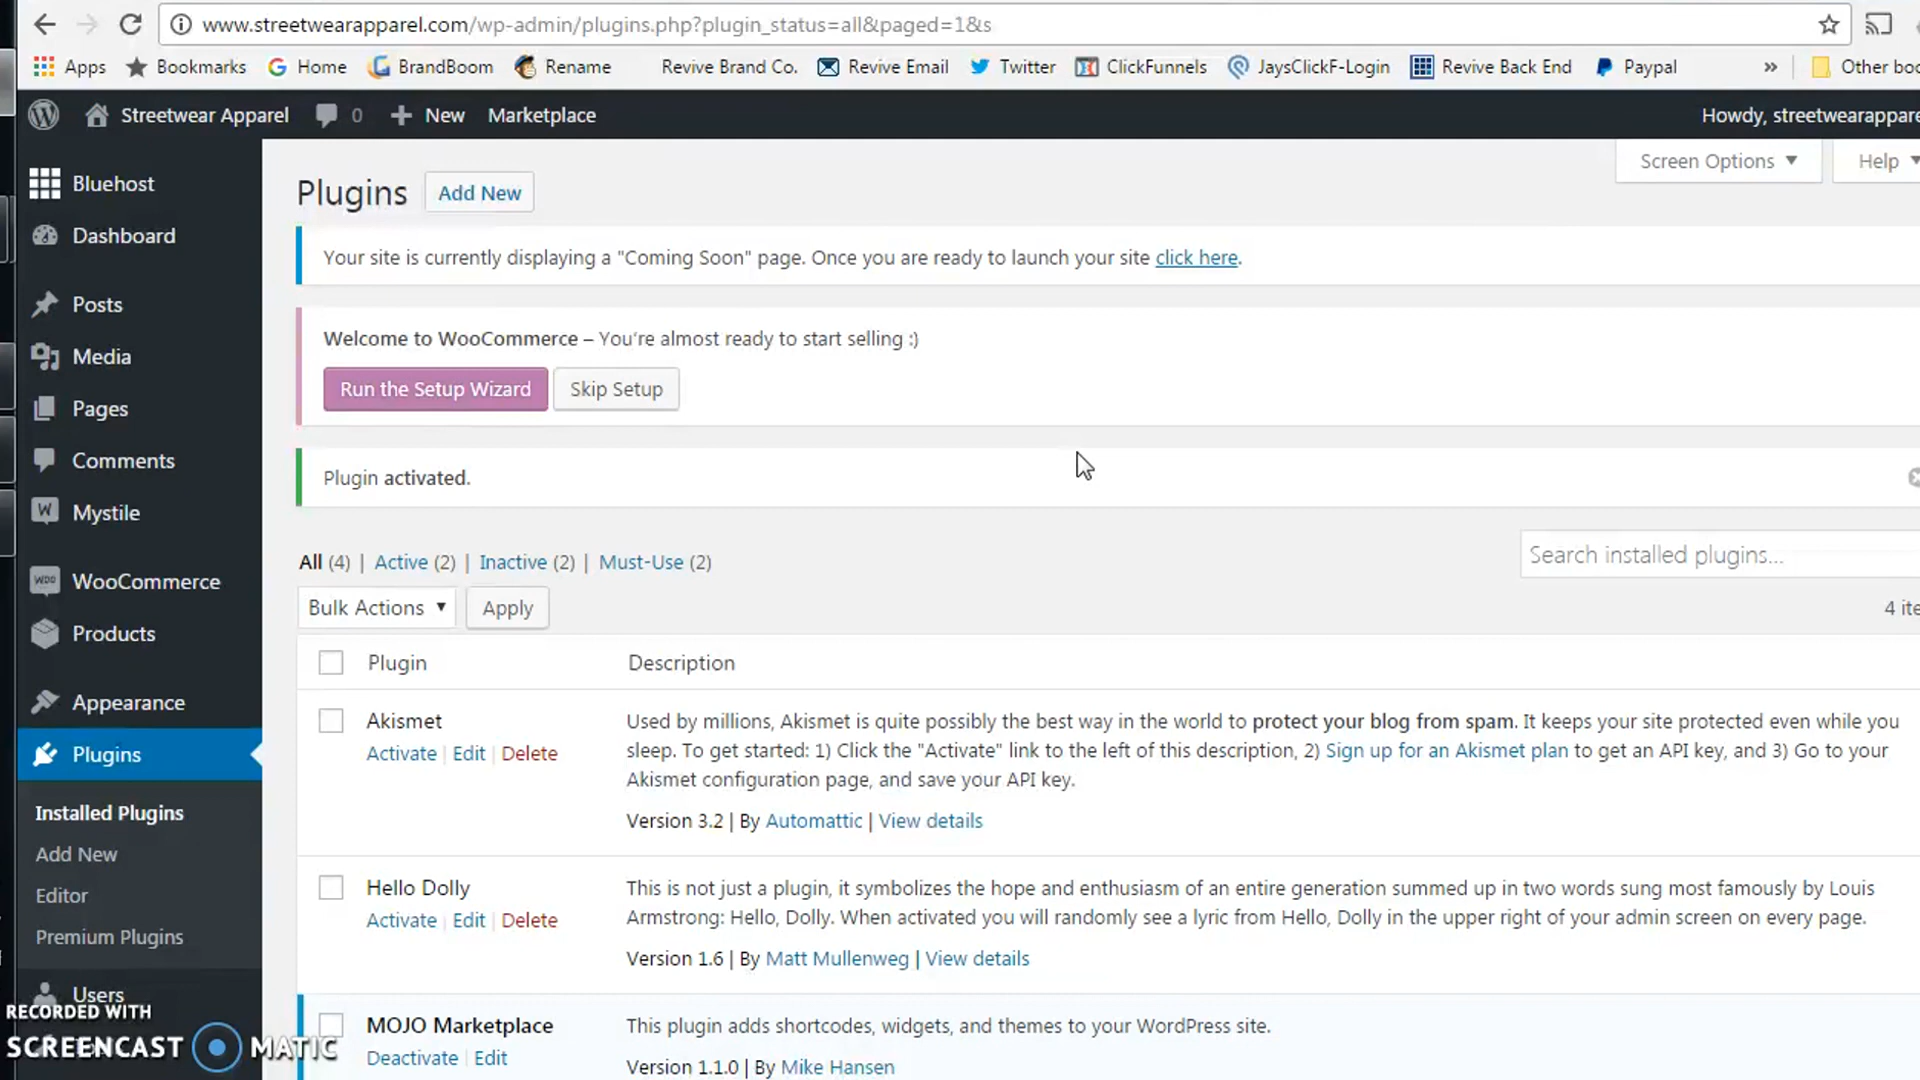 www.streetwearapparel.com/wp-admin/plugins.php?plugin_status=all&paged=1&s
Apps Bookmarks Home BrandBoom Rename Revive Brand Co. Revive Email Twitter ClickFunnels JaysClickF-Login Revive Back End Paypal » Other boo
Streetwear Apparel 0 + New Marketplace Howdy, streetwearappare
Screen Options ▼ Help ▼
Bluehost
Dashboard
Posts
Media
Pages
Comments
Mystile
WooCommerce
Products
Appearance
Plugins
Installed Plugins
Add New
Editor
Premium Plugins
Users
Plugins Add New
Your site is currently displaying a "Coming Soon" page. Once you are ready to launch your site click here.
Welcome to WooCommerce – You're almost ready to start selling :)
Run the Setup Wizard Skip Setup
Plugin activated.
All (4) | Active (2) | Inactive (2) | Must-Use (2)
Search installed plugins...
Bulk Actions ▼ Apply
4 ite
Plugin Description
Akismet
Activate | Edit | Delete
Used by millions, Akismet is quite possibly the best way in the world to protect your blog from spam. It keeps your site protected even while you
sleep. To get started: 1) Click the "Activate" link to the left of this description, 2) Sign up for an Akismet plan to get an API key, and 3) Go to your
Akismet configuration page, and save your API key.
Version 3.2 | By Automattic | View details
Hello Dolly
Activate | Edit | Delete
This is not just a plugin, it symbolizes the hope and enthusiasm of an entire generation summed up in two words sung most famously by Louis
Armstrong: Hello, Dolly. When activated you will randomly see a lyric from Hello, Dolly in the upper right of your admin screen on every page.
Version 1.6 | By Matt Mullenweg | View details
MOJO Marketplace
Deactivate | Edit
This plugin adds shortcodes, widgets, and themes to your WordPress site.
Version 1.1.0 | By Mike Hansen
RECORDED WITH
SCREENCAST MATIC